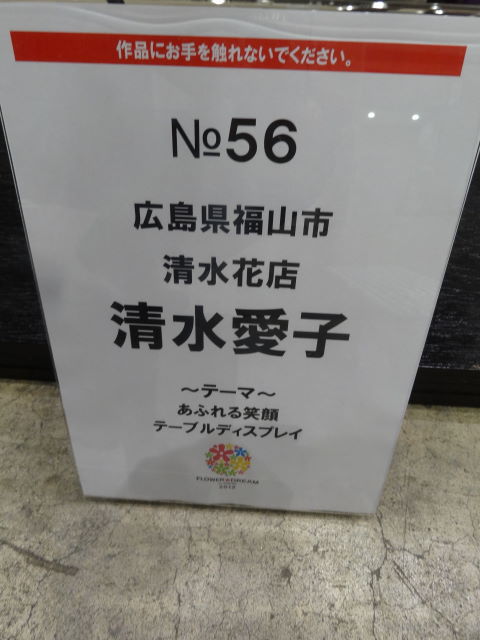 作品にお手を触れないでください。
№56
広島県福山市
清水花店
清水愛子
〜テーマ〜
あふれる笑顔
テーブルディスプレイ
FLOWER DREAM
2012